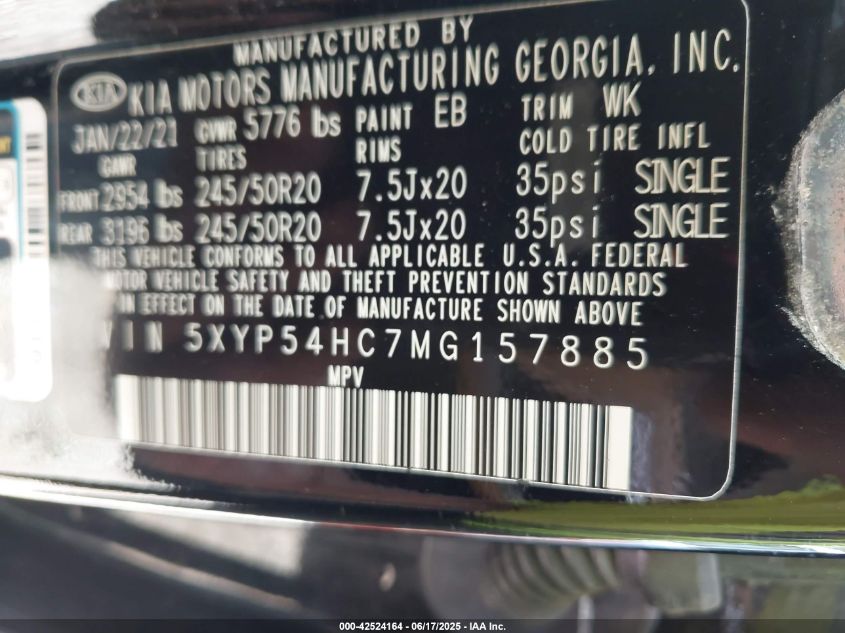 MANUFACTURED BY
KIA KIA MOTORS MANUFACTURING GEORGIA, INC.
JAN/22/21 GVWR 5776 lbs PAINT EB TRIM WK
GAWR TIRES RIMS COLD TIRE INFL
FRONT 2954 lbs 245/50R20 7.5Jx20 35psi SINGLE
REAR 3196 lbs 245/50R20 7.5Jx20 35psi SINGLE
THIS VEHICLE CONFORMS TO ALL APPLICABLE U.S.A. FEDERAL
MOTOR VEHICLE SAFETY AND THEFT PREVENTION STANDARDS
IN EFFECT ON THE DATE OF MANUFACTURE SHOWN ABOVE
VIN 5XYP54HC7MG157885
MPV
000-42524164 - 06/17/2025 - IAA Inc.